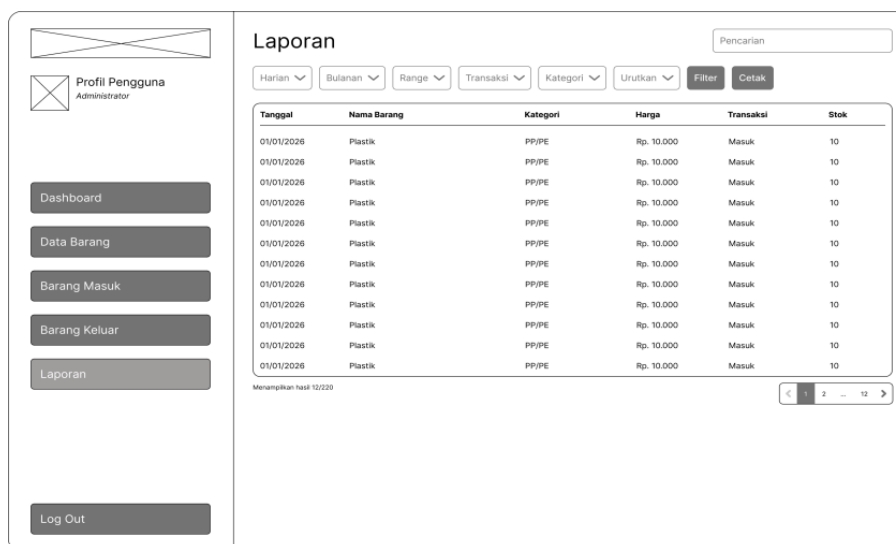 Profil Pengguna
Administrator
Dashboard
Data Barang
Barang Masuk
Barang Keluar
Laporan
Log Out
Laporan
Pencarian
Harian Bulanan Range Transaksi Kategori Urutkan Filter Cetak
Tanggal Nama Barang Kategori Harga Transaksi Stok
01/01/2026 Plastik PP/PE Rp. 10.000 Masuk 10
01/01/2026 Plastik PP/PE Rp. 10.000 Masuk 10
01/01/2026 Plastik PP/PE Rp. 10.000 Masuk 10
01/01/2026 Plastik PP/PE Rp. 10.000 Masuk 10
01/01/2026 Plastik PP/PE Rp. 10.000 Masuk 10
01/01/2026 Plastik PP/PE Rp. 10.000 Masuk 10
01/01/2026 Plastik PP/PE Rp. 10.000 Masuk 10
01/01/2026 Plastik PP/PE Rp. 10.000 Masuk 10
01/01/2026 Plastik PP/PE Rp. 10.000 Masuk 10
01/01/2026 Plastik PP/PE Rp. 10.000 Masuk 10
01/01/2026 Plastik PP/PE Rp. 10.000 Masuk 10
01/01/2026 Plastik PP/PE Rp. 10.000 Masuk 10
Menampilkan hasil 12/220
1 2 ... 12